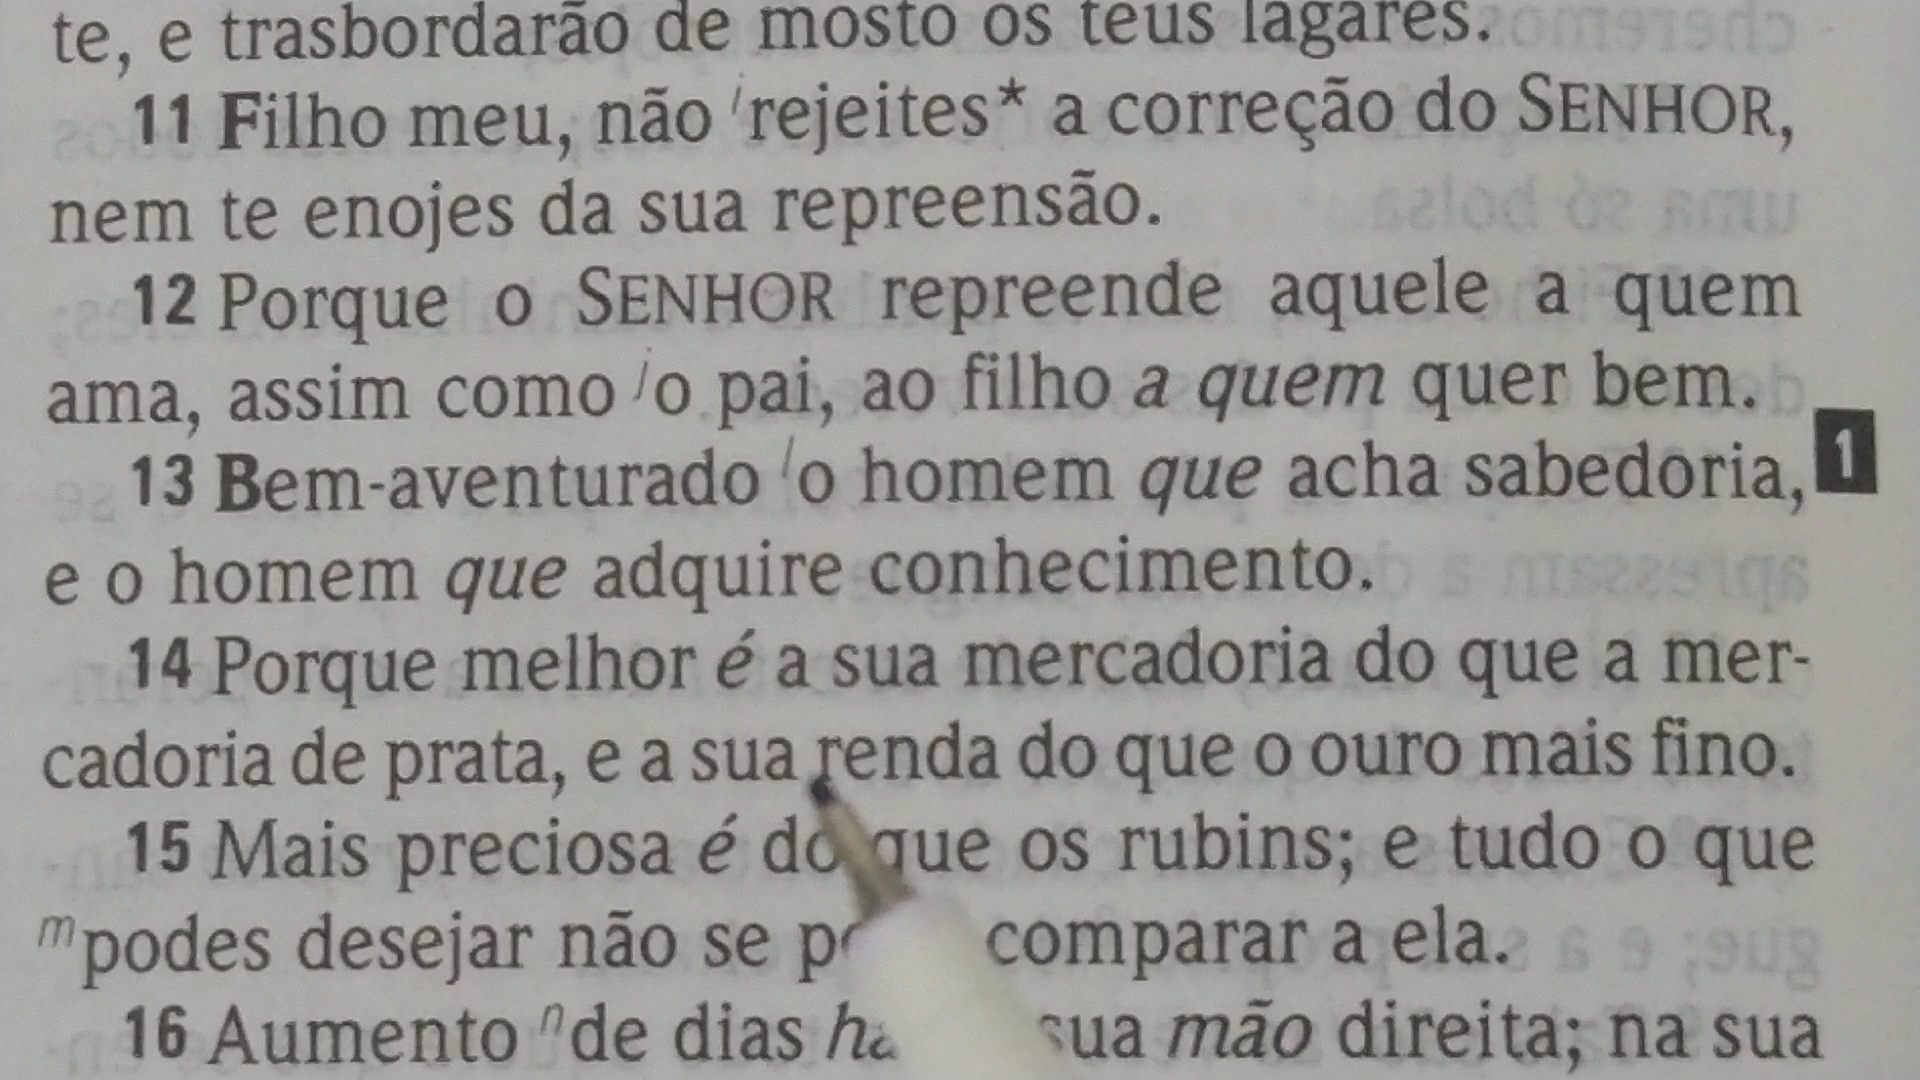 te, e trasbordarão de mosto os teus lagares.
11 Filho meu, não rejeites* a correção do SENHOR,
nem te enojes da sua repreensão.
12 Porque o SENHOR repreende aquele a quem
ama, assim como j o pai, ao filho a quem quer bem.
13 Bem-aventurado l o homem que acha sabedoria,
1
e o homem que adquire conhecimento.
14 Porque melhor é a sua mercadoria do que a mer-
cadoria de prata, e a sua renda do que o ouro mais fino.
15 Mais preciosa é do que os rubins; e tudo o que
m podes desejar não se comparar a ela.
16 Aumento n de dias sua mão direita; na sua